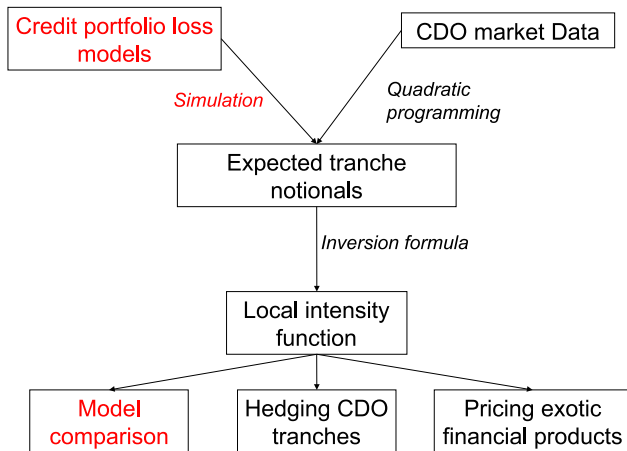 Credit portfolio loss
models
CDO market Data
Simulation
Quadratic
programming
Expected tranche
notionals
Inversion formula
Local intensity
function
Model
comparison
Hedging CDO
tranches
Pricing exotic
financial products